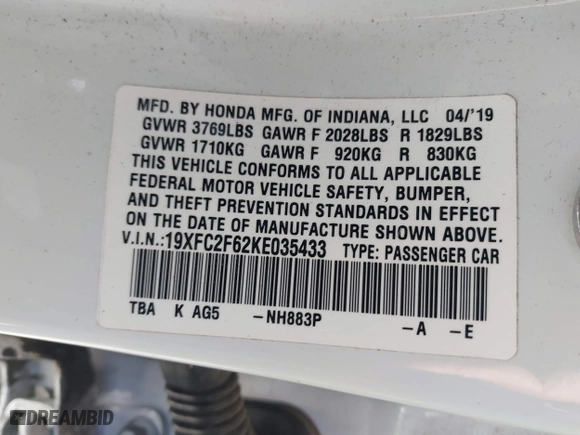 MFD. BY HONDA MFG. OF INDIANA, LLC 04/'19
GVWR 3769LBS GAWR F 2028LBS R 1829LBS
GVWR 1710KG GAWR F 920KG R 830KG
THIS VEHICLE CONFORMS TO ALL APPLICABLE
FEDERAL MOTOR VEHICLE SAFETY, BUMPER,
AND THEFT PREVENTION STANDARDS IN EFFECT
ON THE DATE OF MANUFACTURE SHOWN ABOVE.
V.I.N.:19XFC2F62KE035433 TYPE: PASSENGER CAR
TBA K AG5 -NH883P -A -E
DREAMBID